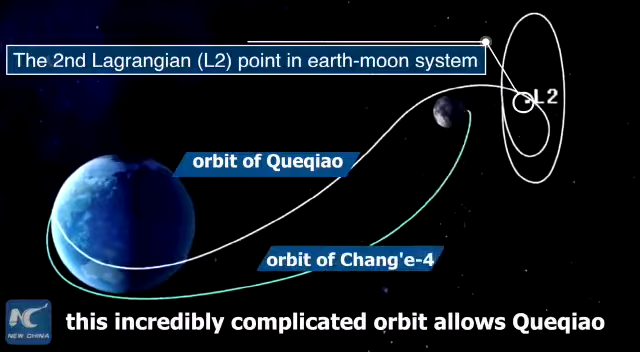 The 2nd Lagrangian (L2) point in earth-moon system
L2
orbit of Queqiao
orbit of Chang'e-4
NEW CHINA
this incredibly complicated orbit allows Queqiao